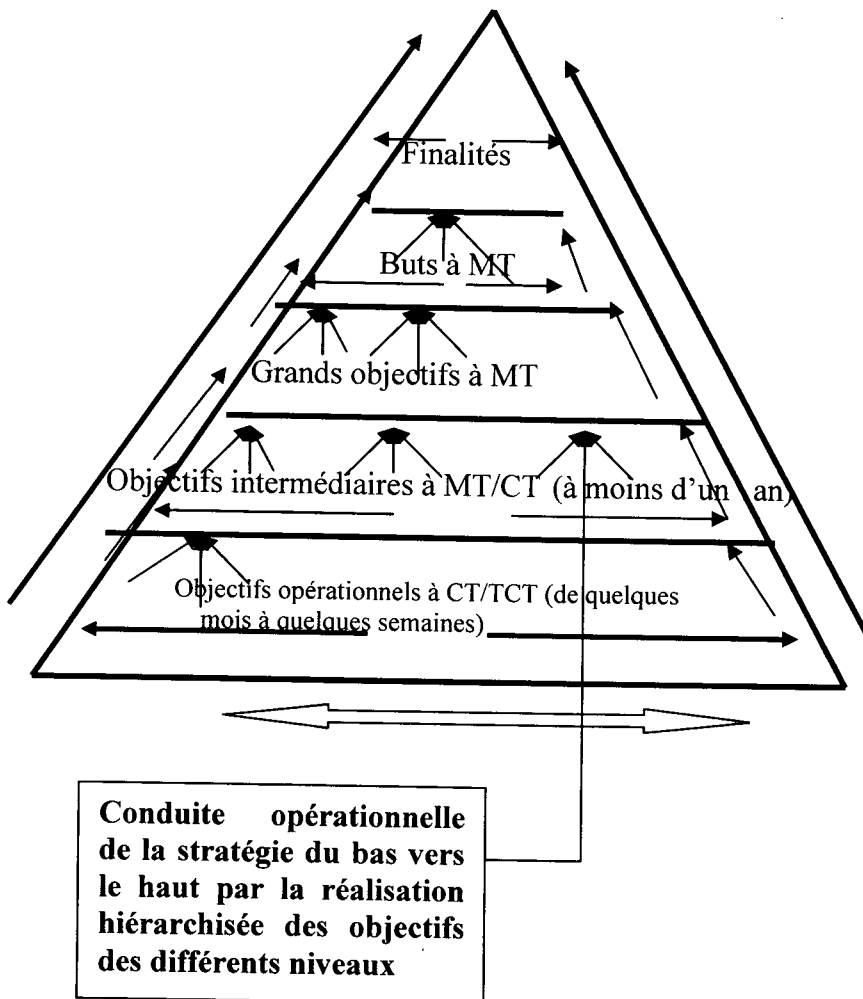 Finalités
Buts à MT
Grands objectifs à MT
Objectifs intermédiaires à MT/CT (à moins d'un an)
Objectifs opérationnels à CT/TCT (de quelques
mois à quelques semaines)
Conduite opérationnelle
de la stratégie du bas vers
le haut par la réalisation
hiérarchisée des objectifs
des différents niveaux